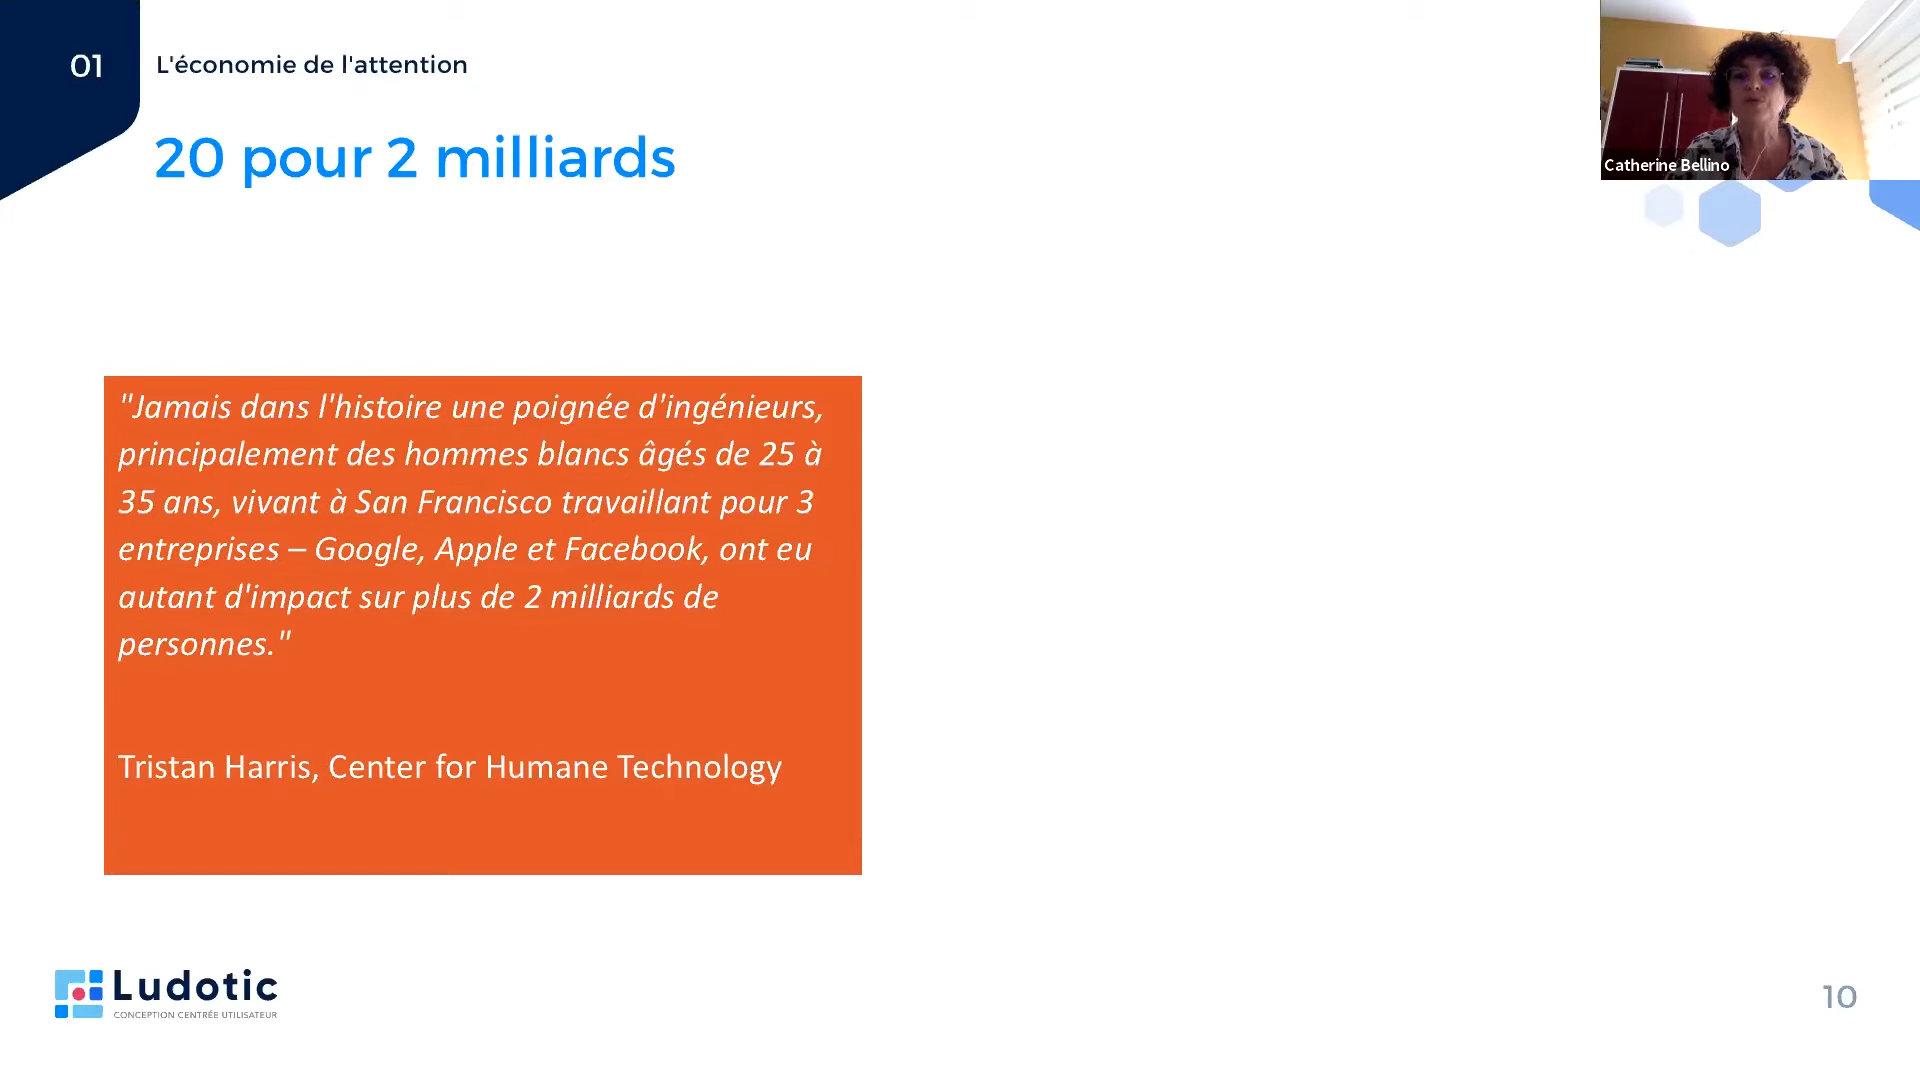 01
L'économie de l'attention
20 pour 2 milliards
Catherine Bellino
"Jamais dans l'histoire une poignée d'ingénieurs,
principalement des hommes blancs âgés de 25 à
35 ans, vivant à San Francisco travaillant pour 3
entreprises – Google, Apple et Facebook, ont eu
autant d'impact sur plus de 2 milliards de
personnes."
Tristan Harris, Center for Humane Technology
Ludotic
CONCEPTION CENTRÉE UTILISATEUR
10